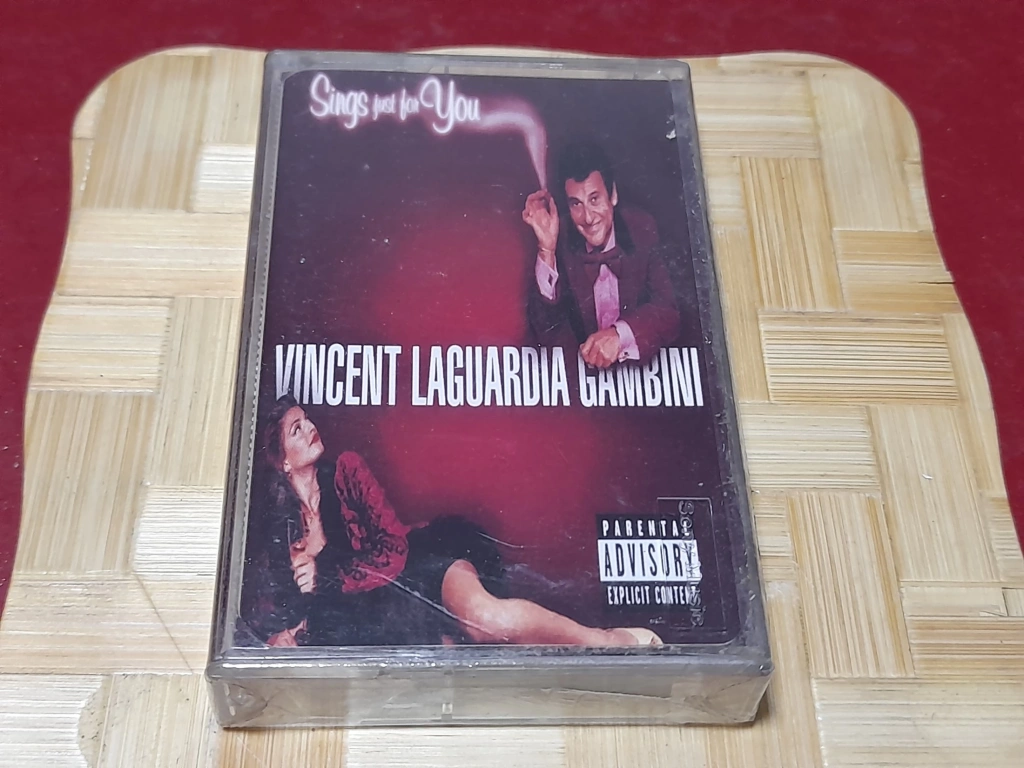 Sings just for You
VINCENT LAGUARDIA GAMBINI
PARENTAL
ADVISORY
EXPLICIT CONTENT